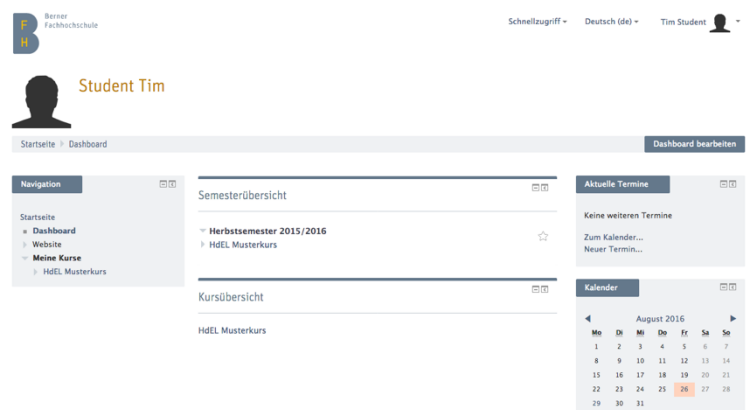 Berner
Fachhochschule
B
F
H
Schnellzugriff
Deutsch (de)
Tim Student
Student Tim
Startseite
Dashboard
Dashboard bearbeiten
Navigation
Startseite
Dashboard
Website
Meine Kurse
HdEL Musterkurs
Semesterübersicht
Herbstsemester 2015/2016
HdEL Musterkurs
Kursübersicht
HdEL Musterkurs
Aktuelle Termine
Keine weiteren Termine
Zum Kalender...
Neuer Termin...
Kalender
August 2016
Mo Di Mi Do Fr Sa So
1 2 3 4 5 6 7
8 9 10 11 12 13 14
15 16 17 18 19 20 21
22 23 24 25 26 27 28
29 30 31